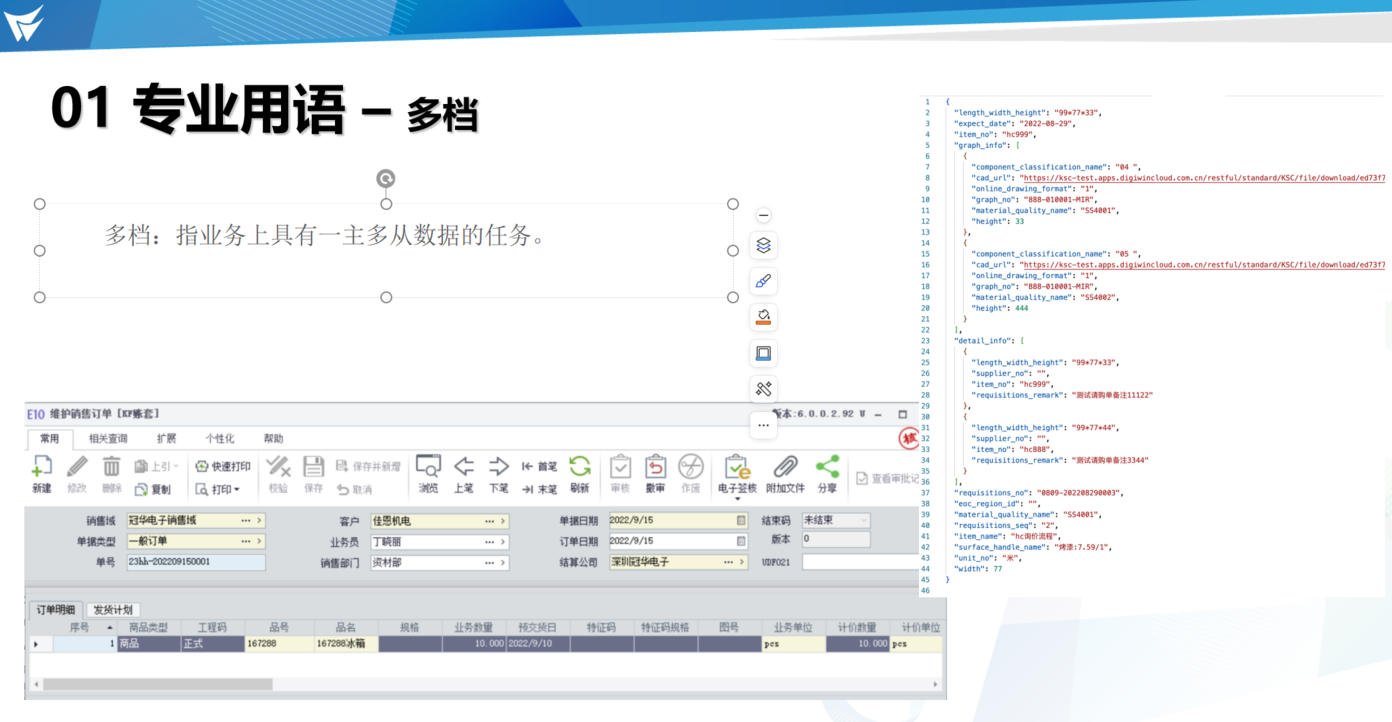 01 专业用语 – 多档
多档：指业务上具有一主多从数据的任务。
E10 维护销售订单【KF账套】
版本:6.0.0.2.92
常用 相关查询 扩展 个性化 帮助
新建 修改 删除 上引 复制 快速打印 打印 校验 保存 保存并新增 取消 浏览 上笔 下笔 首笔 末笔 刷新 审核 撤审 作废 电子签核 附加文件 分享 查看审批记
销售域 冠华电子销售域 客户 佳恩机电 单据日期 2022/9/15 结束码 未结束
单据类型 一般订单 业务员 丁晓丽 订单日期 2022/9/15 版本 0
单号 23hh-202209150001 销售部门 资材部 结算公司 深圳冠华电子 UDF021
订单明细 发货计划
序号 商品类型 工程码 品号 品名 规格 业务数量 预交货日 特征码 特征码规格 图号 业务单位 计价数量 计价单位
1 商品 正式 167288 167288冰箱 10.000 2022/9/10 pcs 10.000 pcs
1 {
2 "length_width_height": "99*77*33",
3 "expect_date": "2022-08-29",
4 "item_no": "hc999",
5 "graph_info": [
6 {
7 "component_classification_name": "04 ",
8 "cad_url": "https://ksc-test.apps.digiwincloud.com.cn/restful/standard/KSC/file/download/ed73f7
9 "online_drawing_format": "1",
10 "graph_no": "888-010001-MIR",
11 "material_quality_name": "SS4001",
12 "height": 33
13 },
14 {
15 "component_classification_name": "05 ",
16 "cad_url": "https://ksc-test.apps.digiwincloud.com.cn/restful/standard/KSC/file/download/ed73f7
17 "online_drawing_format": "1",
18 "graph_no": "888-010001-MIR",
19 "material_quality_name": "SS4002",
20 "height": 444
21 }
22 ],
23 "detail_info": [
24 {
25 "length_width_height": "99*77*33",
26 "supplier_no": "",
27 "item_no": "hc999",
28 "requisitions_remark": "测试请购单备注11122"
29 },
30 {
31 "length_width_height": "99*77*44",
32 "supplier_no": "",
33 "item_no": "hc888",
34 "requisitions_remark": "测试请购单备注3344"
35 }
36 ],
37 "requisitions_no": "0809-202208290003",
38 "eoc_region_id": "",
39 "material_quality_name": "SS4001",
40 "requisitions_seq": "2",
41 "item_name": "hc询价流程",
42 "surface_handle_name": "烤漆:7.59/1",
43 "unit_no": "米",
44 "width": 77
45 }
46